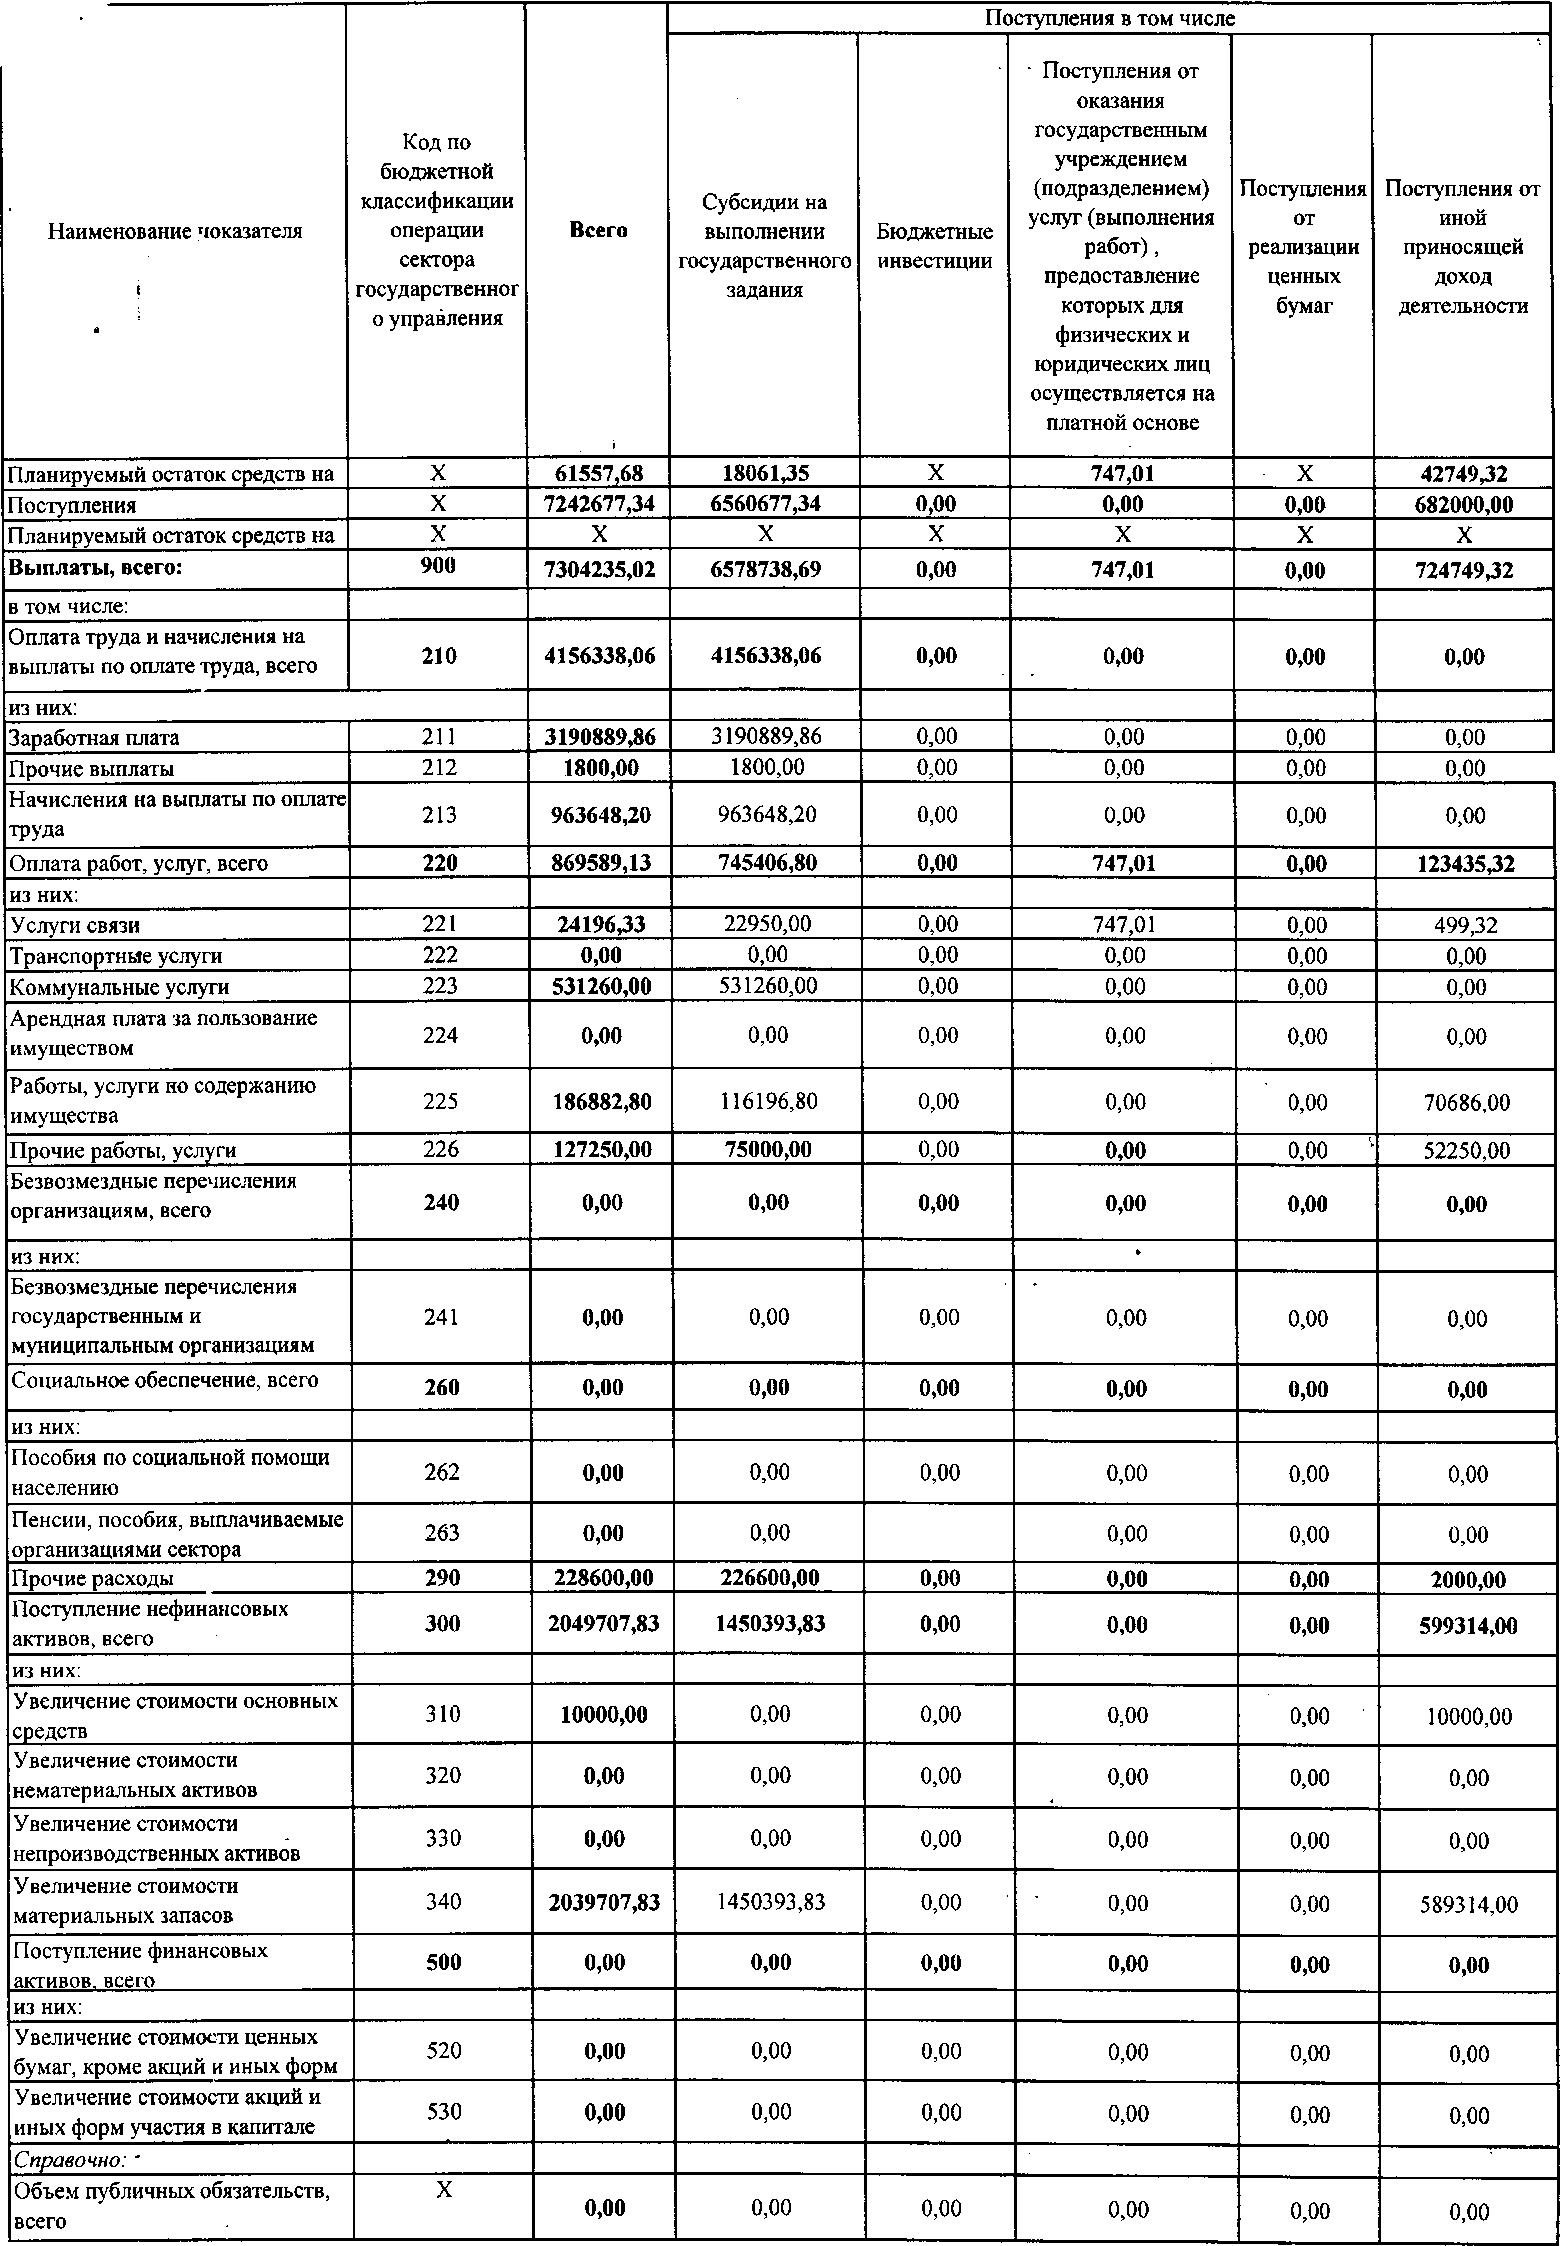 Поступления в том числе
Наименование показателя
Код по
бюджетной
классификации
операции
сектора
государственног
о управления
Всего
Субсидии на
выполнении
государственного
задания
Бюджетные
инвестиции
Поступления от
оказания
государственным
учреждением
(подразделением)
услуг (выполнения
работ) ,
предоставление
которых для
физических и
юридических лиц
осуществляется на
платной основе
Поступления
от
реализации
ценных
бумаг
Поступления от
иной
приносящей
доход
деятельности
Планируемый остаток средств на X 61557,68 18061,35 X 747,01 X 42749,32
Поступления X 7242677,34 6560677,34 0,00 0,00 0,00 682000,00
Планируемый остаток средств на X X X X X X X
Выплаты, всего: 900 7304235,02 6578738,69 0,00 747,01 0,00 724749,32
в том числе:
Оплата труда и начисления на
выплаты по оплате труда, всего 210 4156338,06 4156338,06 0,00 0,00 0,00 0,00
из них:
Заработная плата 211 3190889,86 3190889,86 0,00 0,00 0,00 0,00
Прочие выплаты 212 1800,00 1800,00 0,00 0,00 0,00 0,00
Начисления на выплаты по оплате
труда 213 963648,20 963648,20 0,00 0,00 0,00 0,00
Оплата работ, услуг, всего 220 869589,13 745406,80 0,00 747,01 0,00 123435,32
из них:
Услуги связи 221 24196,33 22950,00 0,00 747,01 0,00 499,32
Транспортные услуги 222 0,00 0,00 0,00 0,00 0,00 0,00
Коммунальные услуги 223 531260,00 531260,00 0,00 0,00 0,00 0,00
Арендная плата за пользование
имуществом 224 0,00 0,00 0,00 0,00 0,00 0,00
Работы, услуги по содержанию
имущества 225 186882,80 116196,80 0,00 0,00 0,00 70686,00
Прочие работы, услуги 226 127250,00 75000,00 0,00 0,00 0,00 52250,00
Безвозмездные перечисления
организациям, всего 240 0,00 0,00 0,00 0,00 0,00 0,00
из них:
Безвозмездные перечисления
государственным и
муниципальным организациям 241 0,00 0,00 0,00 0,00 0,00 0,00
Социальное обеспечение, всего 260 0,00 0,00 0,00 0,00 0,00 0,00
из них:
Пособия по социальной помощи
населению 262 0,00 0,00 0,00 0,00 0,00 0,00
Пенсии, пособия, выплачиваемые
организациями сектора 263 0,00 0,00 0,00 0,00 0,00
Прочие расходы 290 228600,00 226600,00 0,00 0,00 0,00 2000,00
Поступление нефинансовых
активов, всего 300 2049707,83 1450393,83 0,00 0,00 0,00 599314,00
из них:
Увеличение стоимости основных
средств 310 10000,00 0,00 0,00 0,00 0,00 10000,00
Увеличение стоимости
нематериальных активов 320 0,00 0,00 0,00 0,00 0,00 0,00
Увеличение стоимости
непроизводственных активов 330 0,00 0,00 0,00 0,00 0,00 0,00
Увеличение стоимости
материальных запасов 340 2039707,83 1450393,83 0,00 0,00 0,00 589314,00
Поступление финансовых
активов, всего 500 0,00 0,00 0,00 0,00 0,00 0,00
из них:
Увеличение стоимости ценных
бумаг, кроме акций и иных форм 520 0,00 0,00 0,00 0,00 0,00 0,00
Увеличение стоимости акций и
иных форм участия в капитале 530 0,00 0,00 0,00 0,00 0,00 0,00
Справочно:
Объем публичных обязательств,
всего X 0,00 0,00 0,00 0,00 0,00 0,00